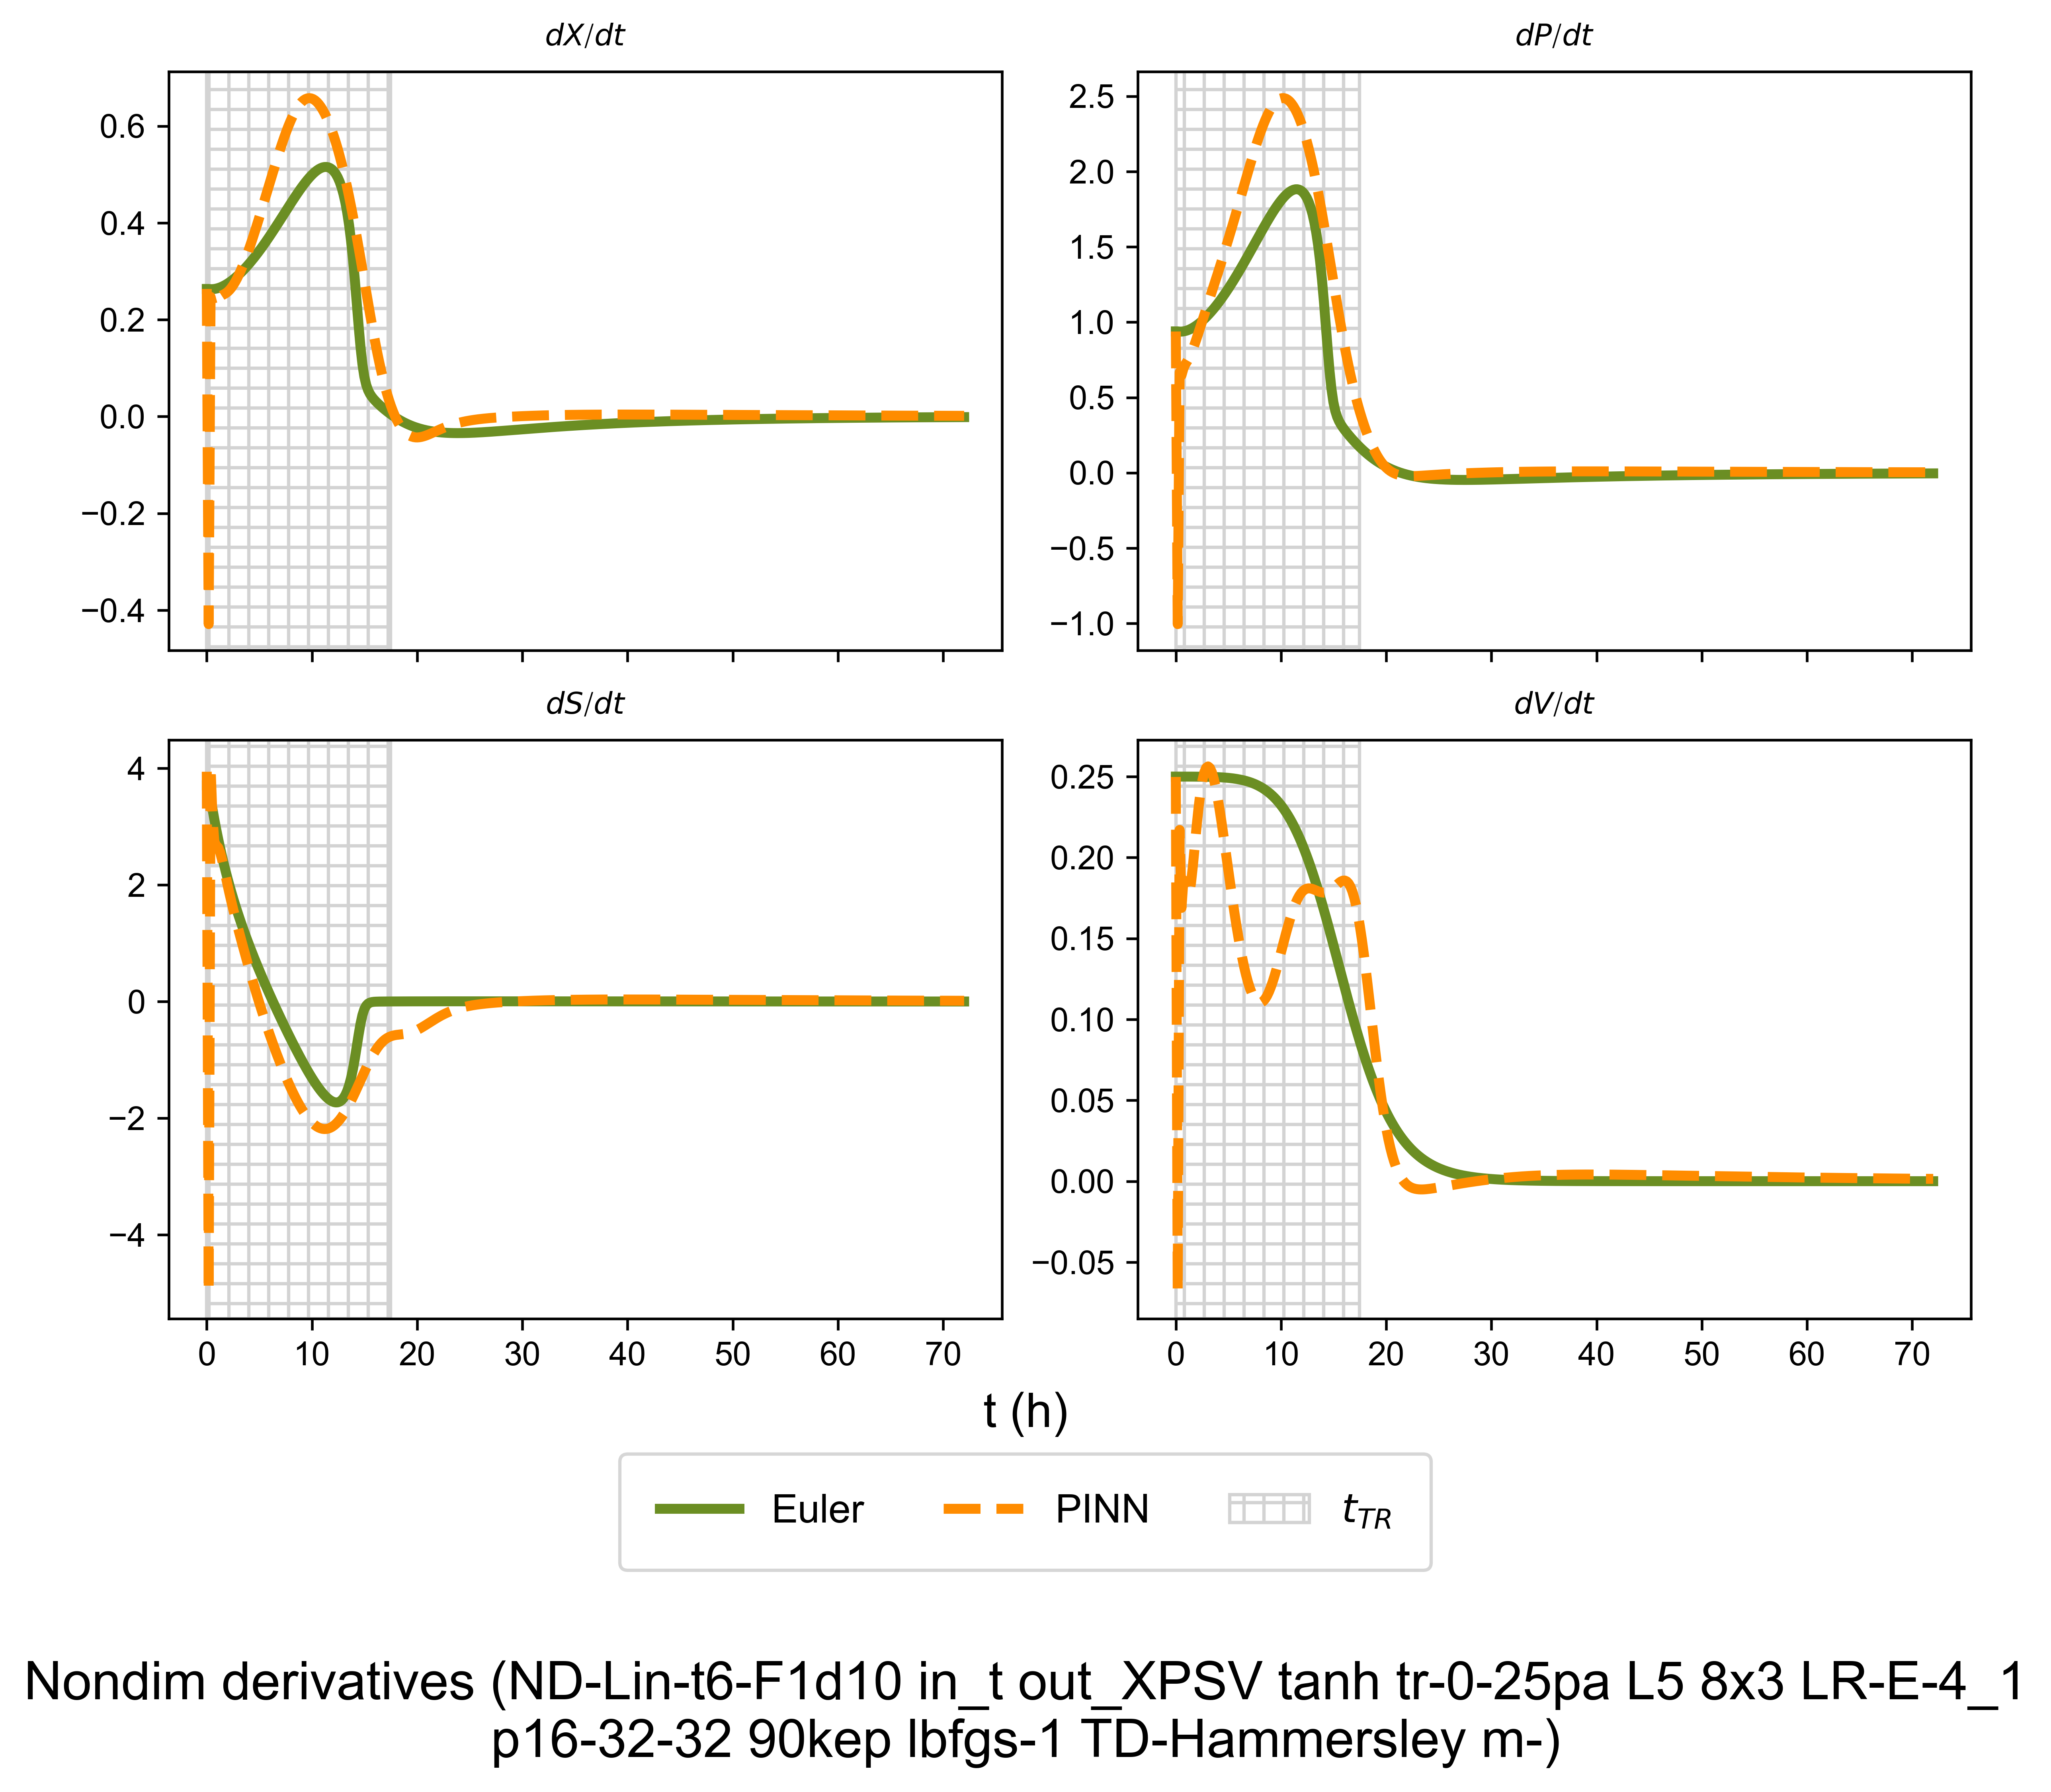 dX/dt
dP/dt
0.6
0.4
0.2
0.0
−0.2
−0.4
2.5
2.0
1.5
1.0
0.5
0.0
−0.5
−1.0
dS/dt
dV/dt
4
2
0
−2
−4
0.25
0.20
0.15
0.10
0.05
0.00
−0.05
0 10 20 30 40 50 60 70
0 10 20 30 40 50 60 70
t (h)
Euler PINN t_TR
Nondim derivatives (ND-Lin-t6-F1d10 in_t out_XPSV tanh tr-0-25pa L5 8x3 LR-E-4_1
p16-32-32 90kep lbfgs-1 TD-Hammersley m-)